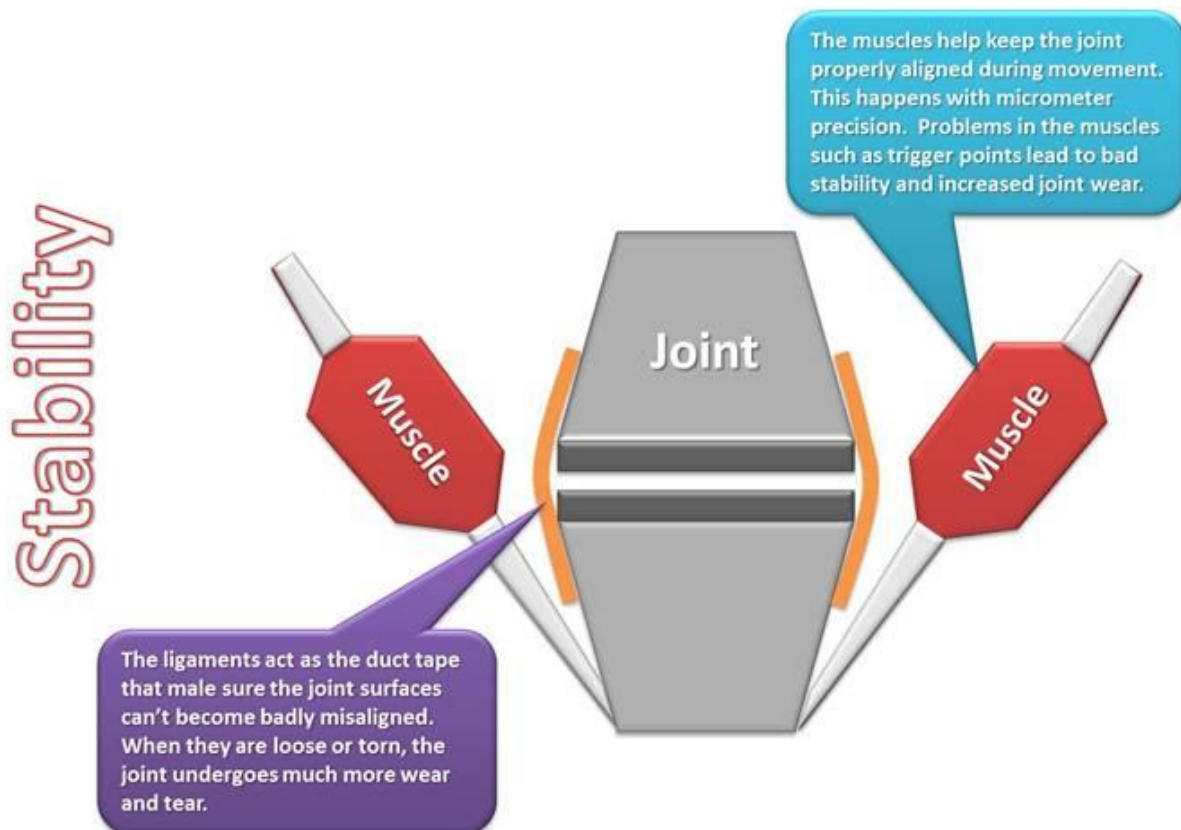 Stability
The muscles help keep the joint
properly aligned during movement.
This happens with micrometer
precision.  Problems in the muscles
such as trigger points lead to bad
stability and increased joint wear.
Joint
Muscle
Muscle
The ligaments act as the duct tape
that male sure the joint surfaces
can’t become badly misaligned.
When they are loose or torn, the
joint undergoes much more wear
and tear.